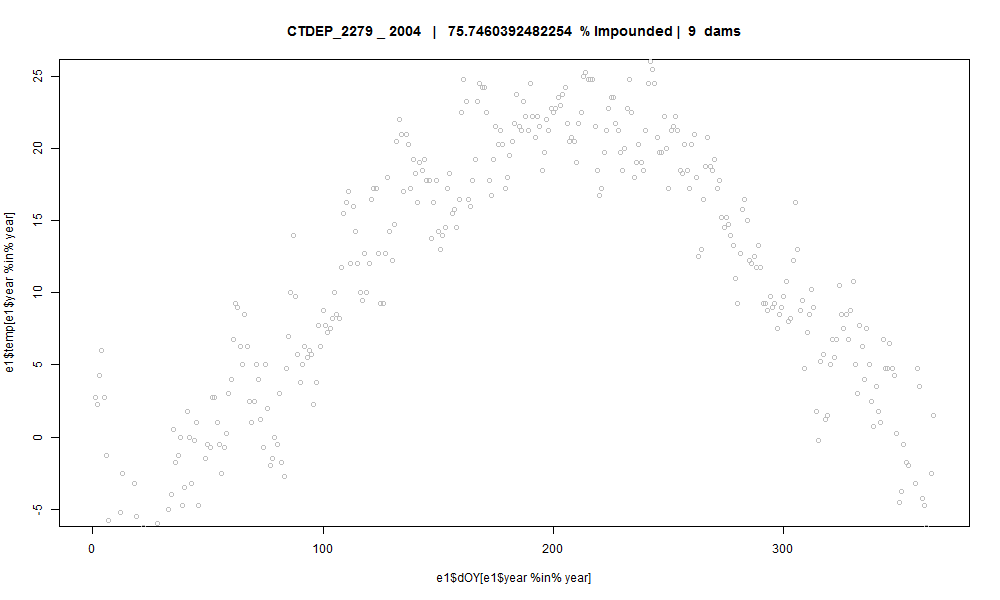 CTDEP_2279 _ 2004 | 75.7460392482254 % Impounded | 9 dams
e1$temp[e1$year %in% year]
25
20
15
10
5
0
-5
0 100 200 300
e1$dOY[e1$year %in% year]